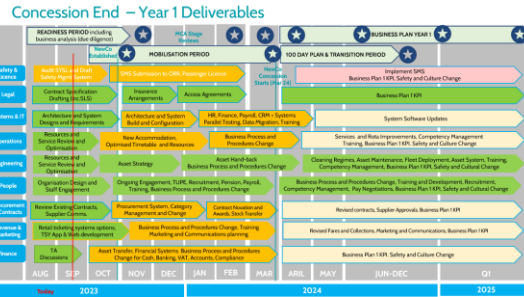 Concession End – Year 1 Deliverables
READINESS PERIOD including
business analysis (due diligence)
MCA Stage
Reviews
BUSINESS PLAN YEAR 1
NewCo
Established
MOBILISATION PERIOD
100 DAY PLAN & TRANSITION PERIOD
NewCo
Concession
Starts (Mar 24)
Safety &
Audit SYSL and Draft
Safety Mgm System
SMS Submission to ORR, Passenger Licence
Implement SMS
Business Plan 1 KPI, Safety and Culture Change
Legal
Contract Specification
Drafting (inc.SLS)
Insurance
Arrangements
Access Agreements
Business Plan 1 KPI
Systems & IT
Architecture and System
Designs and Requirements
Architecture and System
Build and Configuration
HR, Finance, Payroll, CRM - Systems
Parallel Testing, Data Migration, Training
System Software Updates
Operations
Resources and
Service Review and
Optimisation
New Accommodation,
Optimised Timetable and Resources
Business Process and
Procedures Change
Services and Rota Improvements, Competency Management
Training, Business Plan 1 KPI, Safety and Culture Change
Engineering
Resources and
Service Review and
Optimisation
Asset Strategy
Asset Hand-back
Business Process and Procedures Change
Clearing Regimes, Asset Maintenance, Fleet Deployment, Asset System, Training,
Competency Management, Business Plan 1 KPI, Safety and Cultural Change
People
Organisation Design and
Staff Engagement
Ongoing Engagement, TUPE, Recruitment, Pension, Payroll,
Training, Business Process and Procedures Change
Business Process and Procedures Change, Training and Development, Recruitment,
Competency Management, Pay Negotiations, Business Plan 1 KPI, Safety and Cultural Change
Procurement
Contracts
Review Existing Contracts,
Supplier Comms.
Procurement System, Category
Management and Change
Contract Novation and
Awards, Stock Transfer
Revised contracts, Supplier Approvals, Business Plan 1 KPI
Revenue &
Marketing
Retail ticketing systems options,
TSY App & Web development
Business Process and Procedures Change, Training
Marketing and Communications planning
Revised Fares and Collections, Marketing and Communications, Business Plan 1 KPI
Finance
TA
Discussions
Asset Transfer, Financial Systems Business Process and Procedures
Change for Cash, Banking, VAT, Accounts, Compliance
Business Plan 1 KPI, Safety and Culture Change
AUG SEP OCT NOV DEC JAN FEB MAR ARIL MAY JUN-DEC Q1
Today 2023 2024 2025